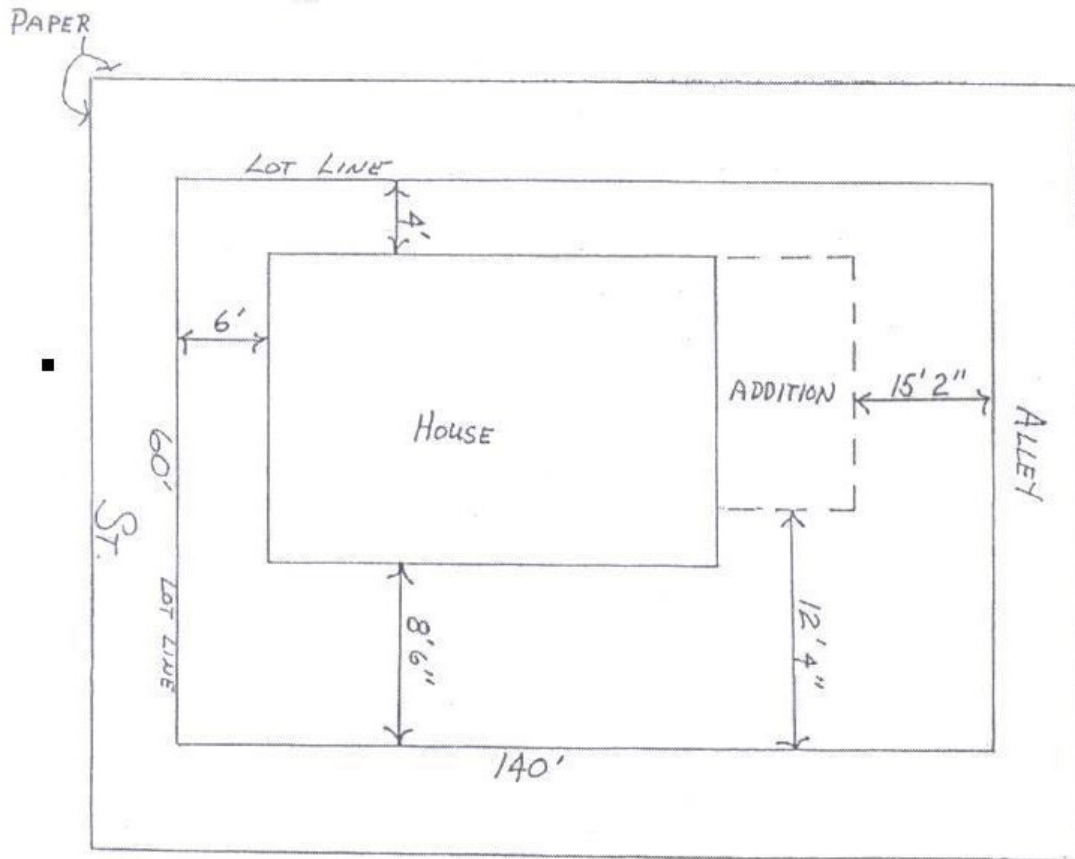 PAPER
LOT LINE
4'
6'
HOUSE
ADDITION
15' 2"
ALLEY
60'
ST.
LOT LINE
8'6"
12' 4"
140'